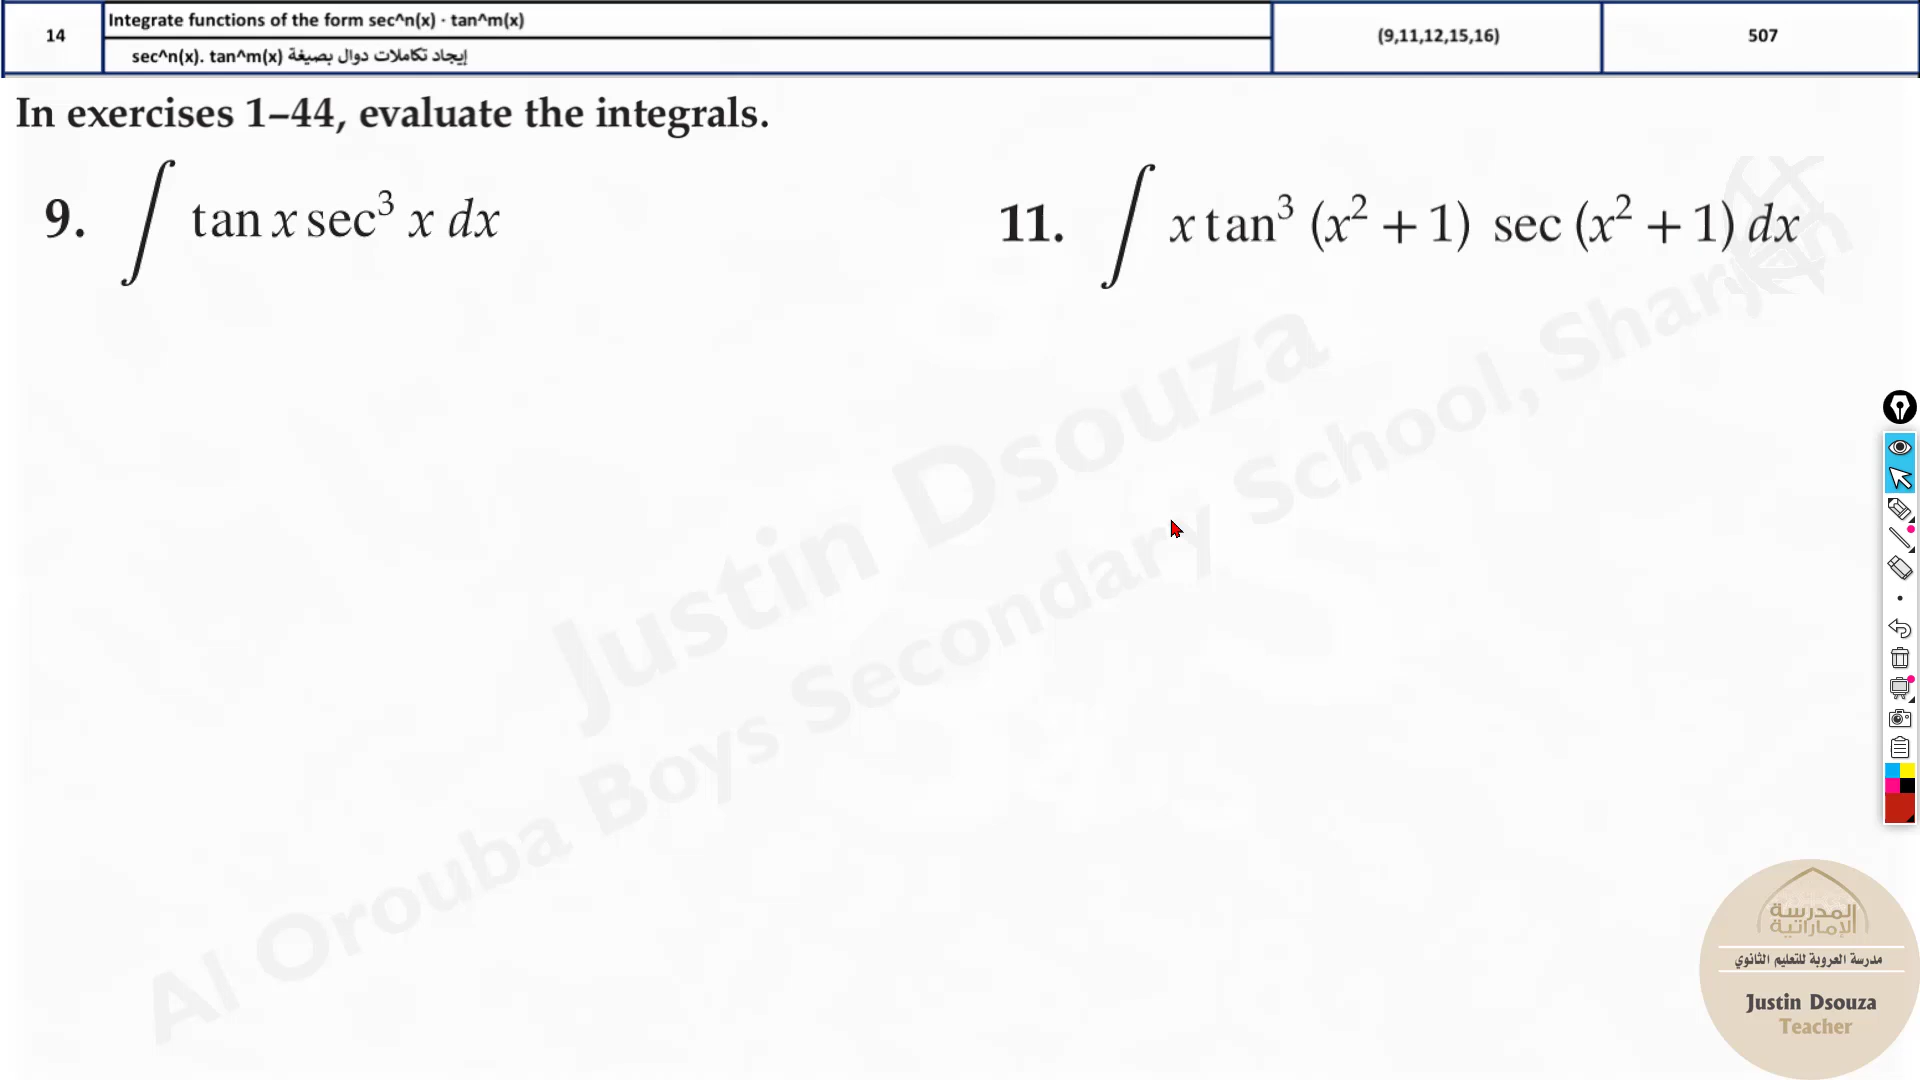 14
Integrate functions of the form sec^n(x) · tan^m(x)
إيجاد تكاملات دوال بصيغة sec^n(x). tan^m(x)
(9,11,12,15,16)
507
In exercises 1–44, evaluate the integrals.
9. ∫ tan x sec³ x dx
11. ∫ x tan³ (x² + 1) sec (x² + 1) dx
Justin Dsouza
Al Orouba Boys Secondary School, Sharjah
المدرسة
الإماراتية
مدرسة العروبة للتعليم الثانوي
Justin Dsouza
Teacher